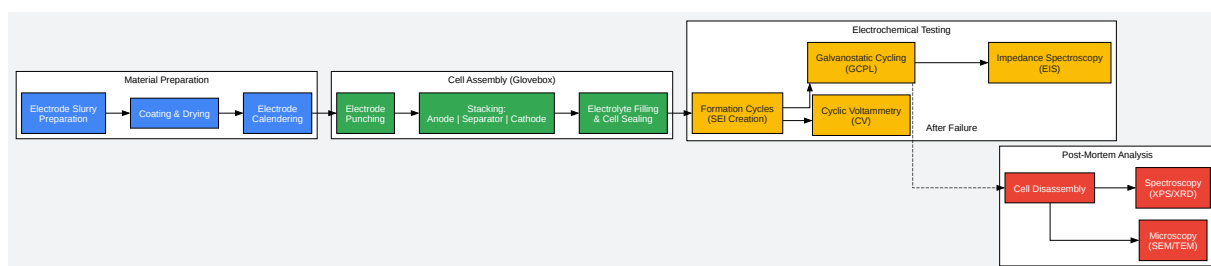 Material Preparation
Electrode Slurry
Preparation
Coating & Drying
Electrode
Calendering
Cell Assembly (Glovebox)
Electrode
Punching
Stacking:
Anode | Separator | Cathode
Electrolyte Filling
& Cell Sealing
Electrochemical Testing
Formation Cycles
(SEI Creation)
Galvanostatic Cycling
(GCPL)
Impedance Spectroscopy
(EIS)
Cyclic Voltammetry
(CV)
After Failure
Post-Mortem Analysis
Cell Disassembly
Spectroscopy
(XPS/XRD)
Microscopy
(SEM/TEM)